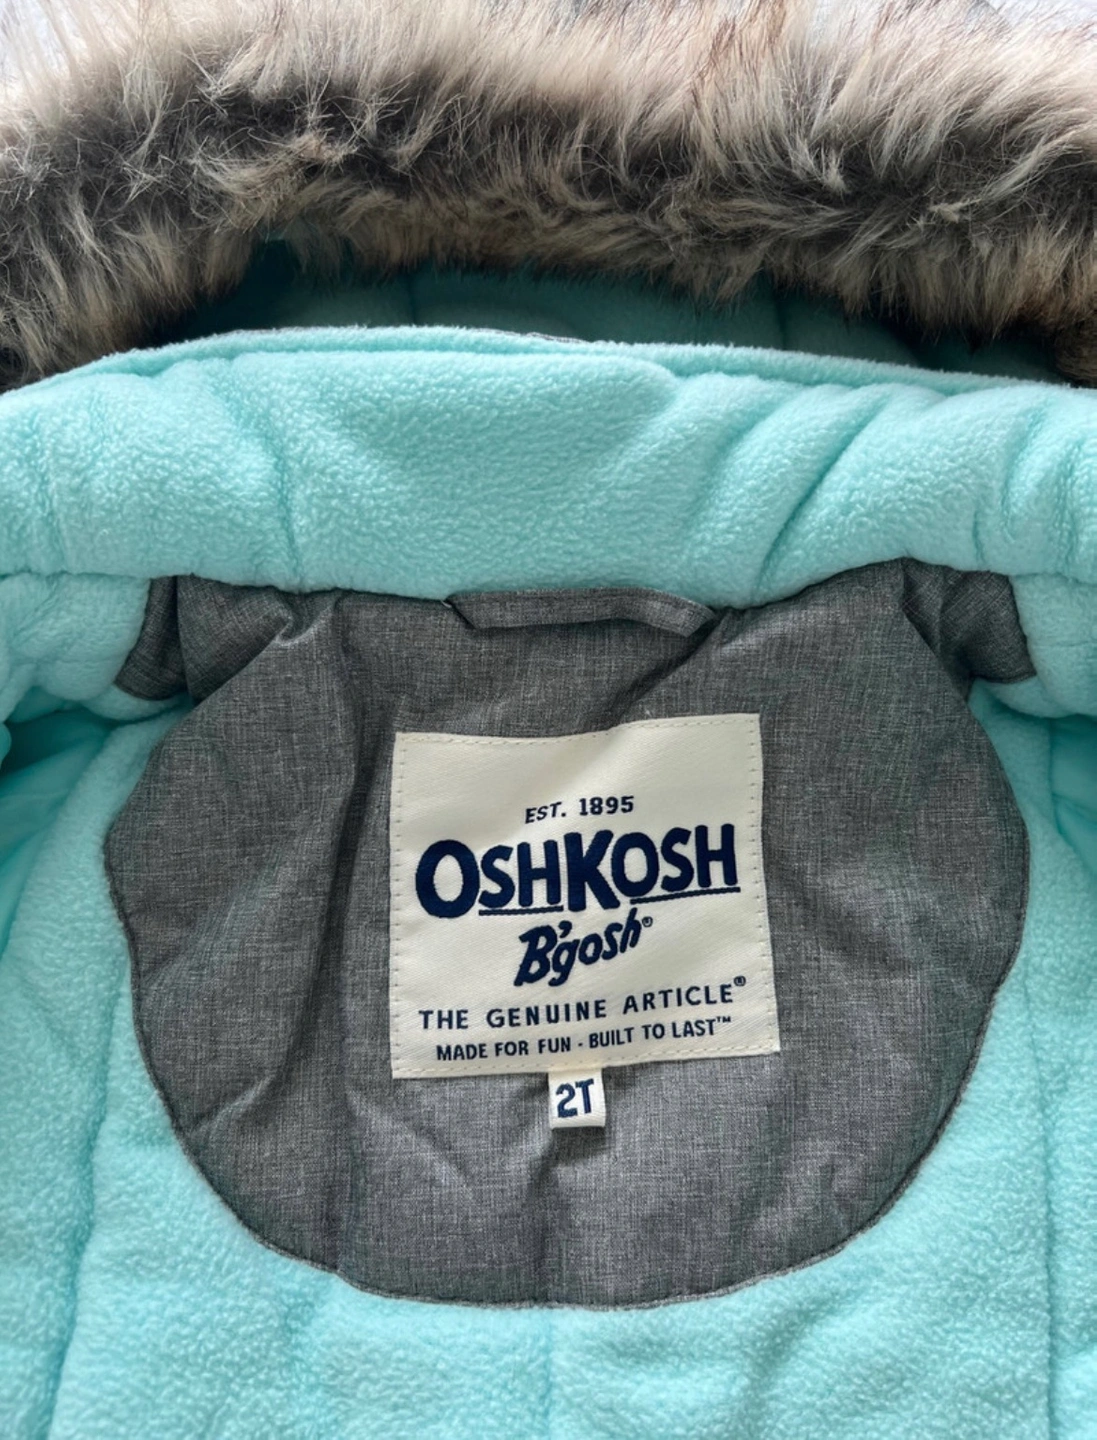 EST. 1895
OSHKOSH
B'gosh®
THE GENUINE ARTICLE®
MADE FOR FUN - BUILT TO LAST™
2T